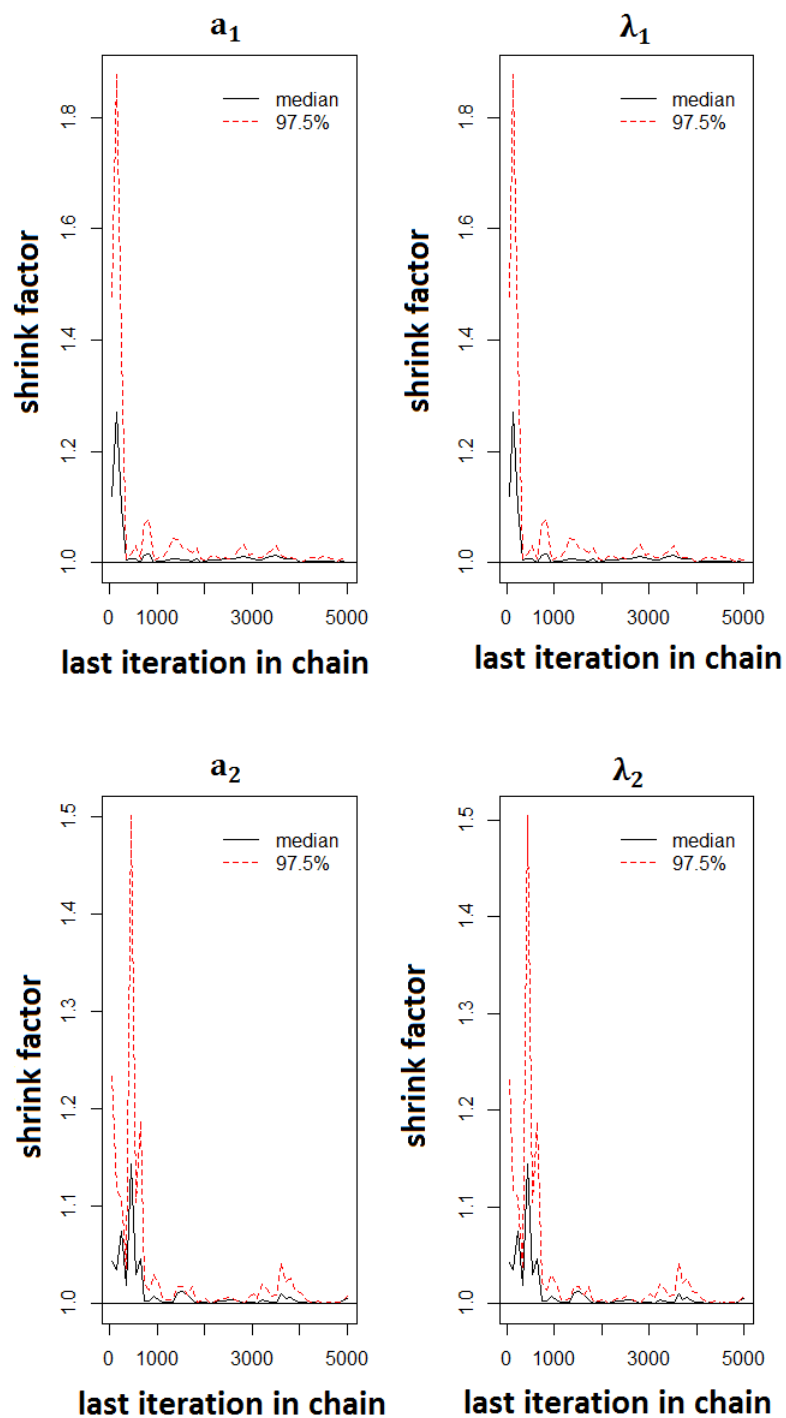 a₁
λ₁
median
97.5%
median
97.5%
shrink factor
shrink factor
1.0 1.2 1.4 1.6 1.8
1.0 1.2 1.4 1.6 1.8
0 1000 3000 5000
0 1000 3000 5000
last iteration in chain
last iteration in chain
a₂
λ₂
median
97.5%
median
97.5%
shrink factor
shrink factor
1.0 1.1 1.2 1.3 1.4 1.5
1.0 1.1 1.2 1.3 1.4 1.5
0 1000 3000 5000
0 1000 3000 5000
last iteration in chain
last iteration in chain